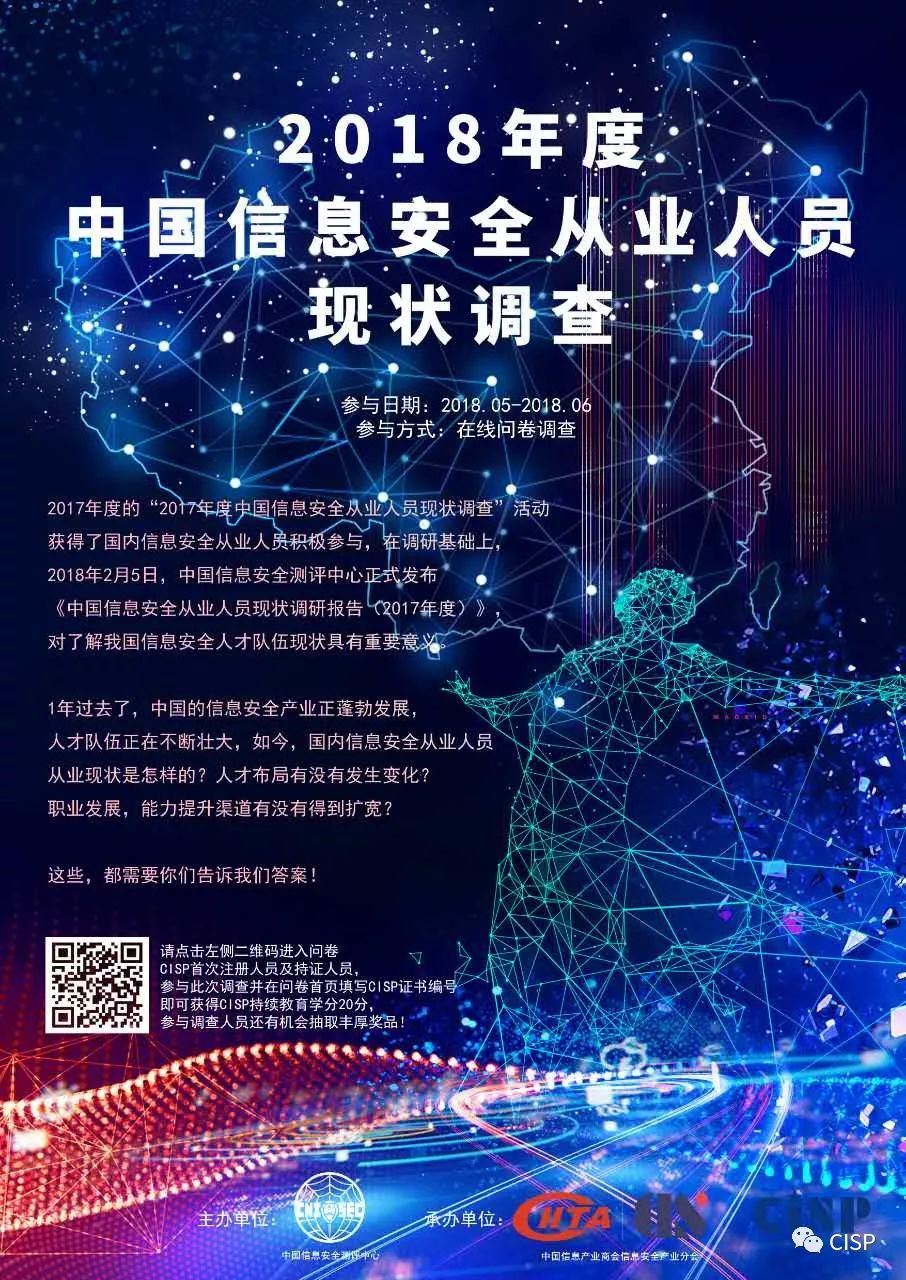 2018年度
中国信息安全从业人员
现状调查
参与日期：2018.05-2018.06
参与方式：在线问卷调查
2017年度的“2017年度中国信息安全从业人员现状调查”活动
获得了国内信息安全从业人员积极参与，在调研基础上，
2018年2月5日，中国信息安全测评中心正式发布
《中国信息安全从业人员现状调研报告（2017年度）》，
对了解我国信息安全人才队伍现状具有重要意义。
1年过去了，中国的信息安全产业正蓬勃发展，
人才队伍正在不断壮大，如今，国内信息安全从业人员
从业现状是怎样的？人才布局有没有发生变化？
职业发展，能力提升渠道有没有得到扩宽？
这些，都需要你们告诉我们答案！
MADRID
请点击左侧二维码进入问卷
CISP首次注册人员及持证人员，
参与此次调查并在问卷首页填写CISP证书编号
即可获得CISP持续教育学分20分，
参与调查人员还有机会抽取丰厚奖品！
主办单位：
CNITSEC
中国信息安全测评中心
承办单位：
CHTA
中国信息产业商会信息安全产业分会
CISP
CISP